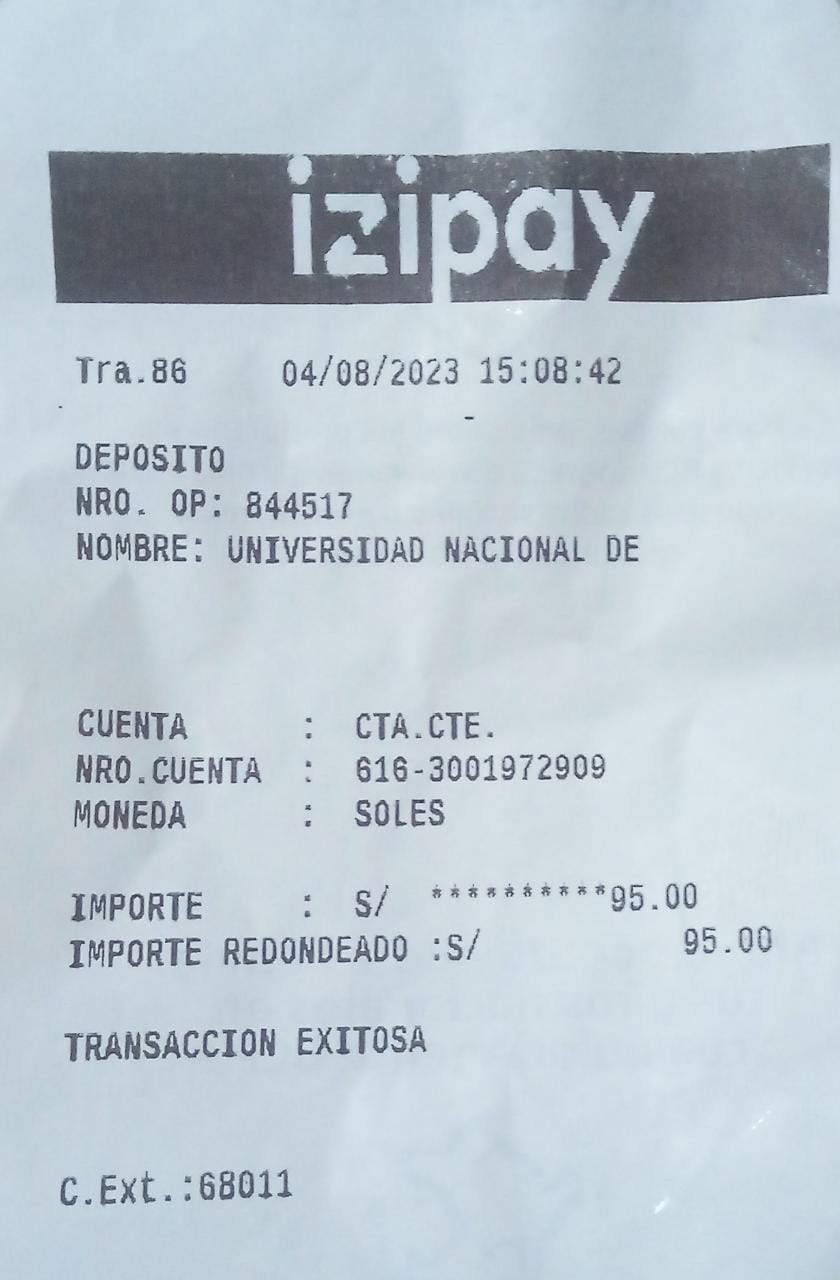 izipay
Tra.86 04/08/2023 15:08:42
DEPOSITO
NRO. OP: 844517
NOMBRE: UNIVERSIDAD NACIONAL DE
CUENTA : CTA.CTE.
NRO.CUENTA : 616-3001972909
MONEDA : SOLES
IMPORTE : S/ **********95.00
IMPORTE REDONDEADO :S/ 95.00
TRANSACCION EXITOSA
C.Ext.:68011